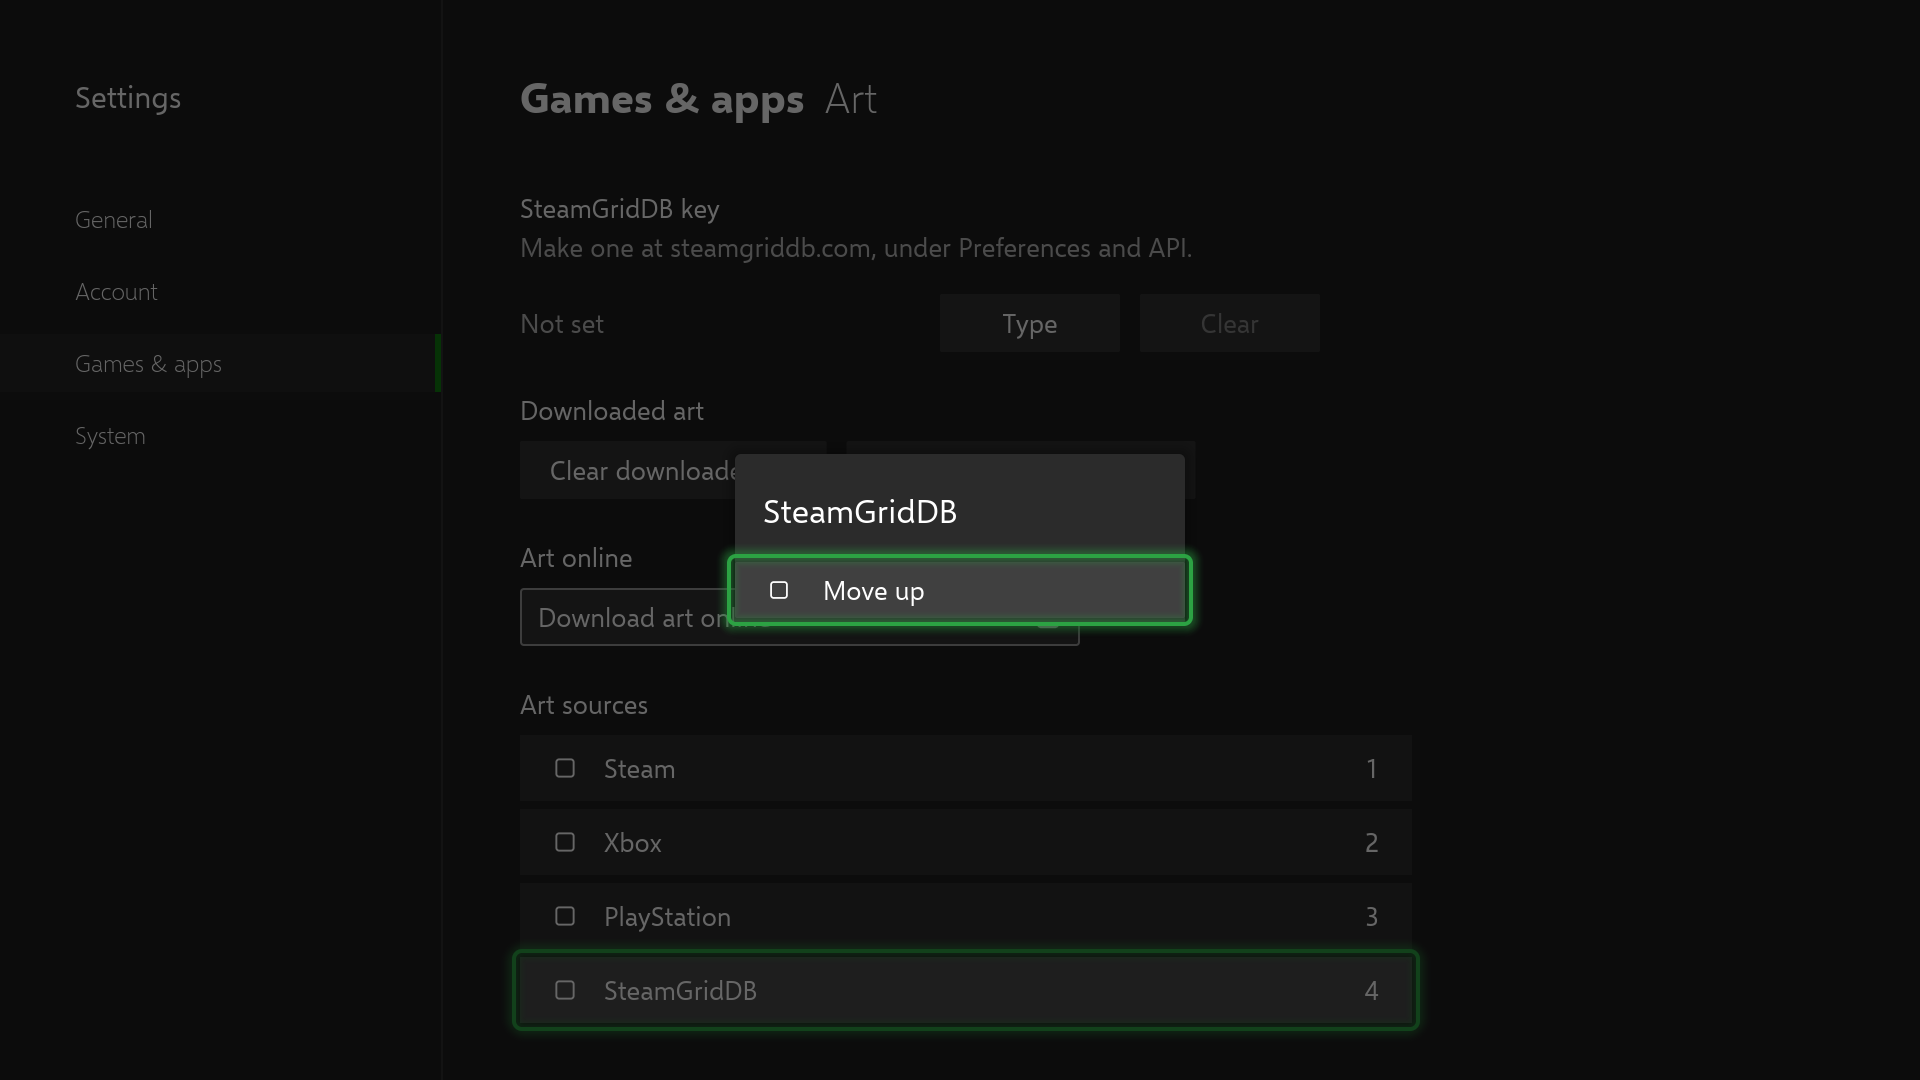 Settings
General
Account
Games & apps
System
Games & apps Art
SteamGridDB key
Make one at steamgriddb.com, under Preferences and API.
Not set
Type
Clear
Downloaded art
Clear downloade
Art online
Download art online
SteamGridDB
Move up
Art sources
Steam 1
Xbox 2
PlayStation 3
SteamGridDB 4